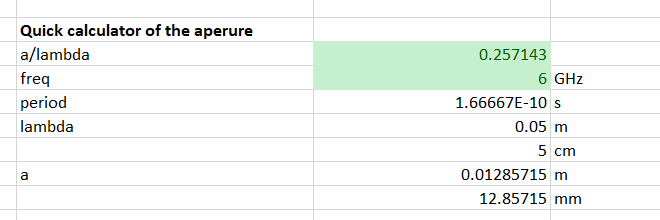 Quick calculator of the aperure
a/lambda 0.257143
freq 6 GHz
period 1.66667E-10 s
lambda 0.05 m
5 cm
a 0.01285715 m
12.85715 mm